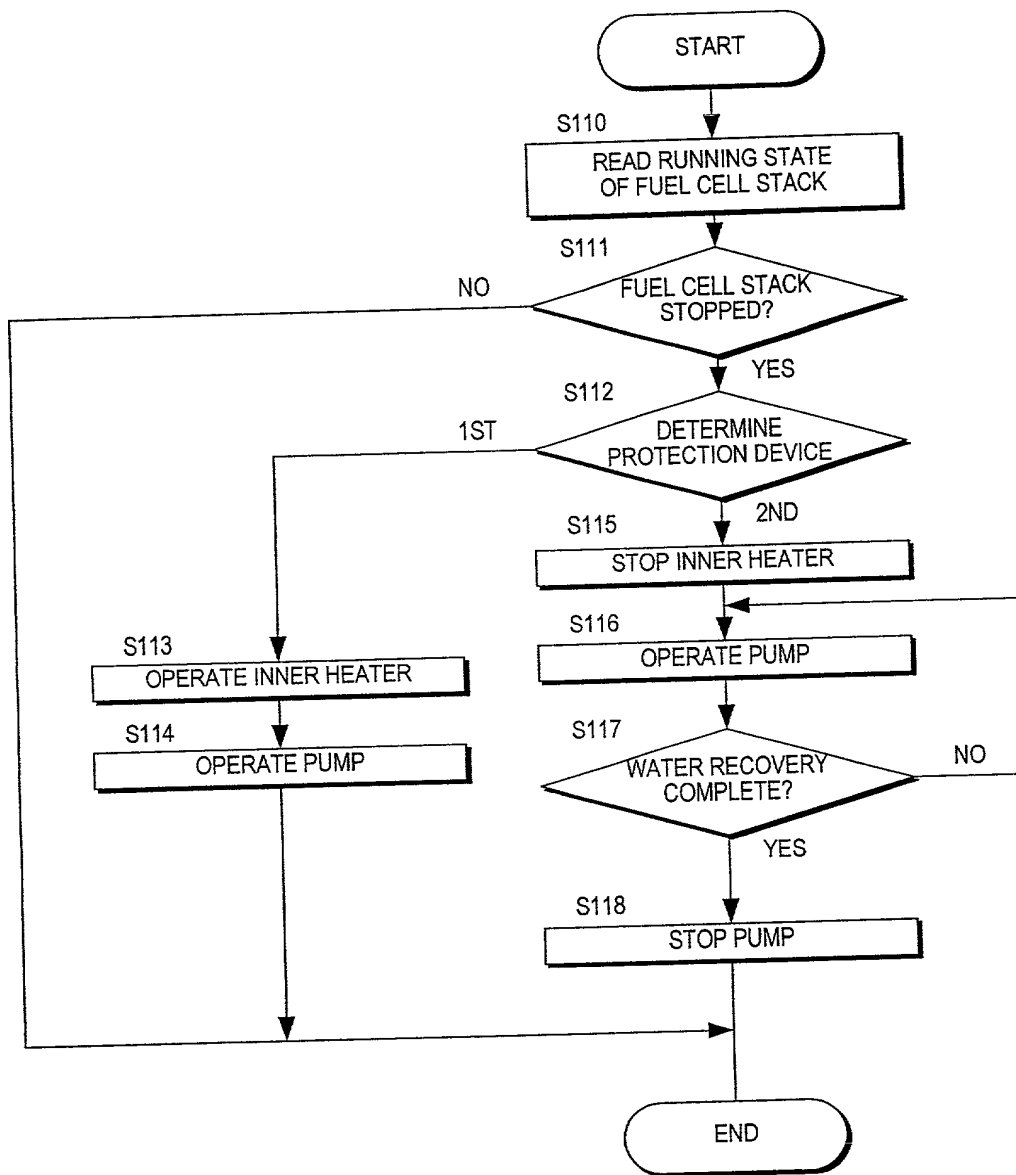 START
S110
READ RUNNING STATE
OF FUEL CELL STACK
S111
NO
FUEL CELL STACK
STOPPED?
YES
S112
1ST
DETERMINE
PROTECTION DEVICE
2ND
S115
STOP INNER HEATER
S116
OPERATE PUMP
S113
OPERATE INNER HEATER
S114
OPERATE PUMP
S117
WATER RECOVERY
COMPLETE?
NO
YES
S118
STOP PUMP
END